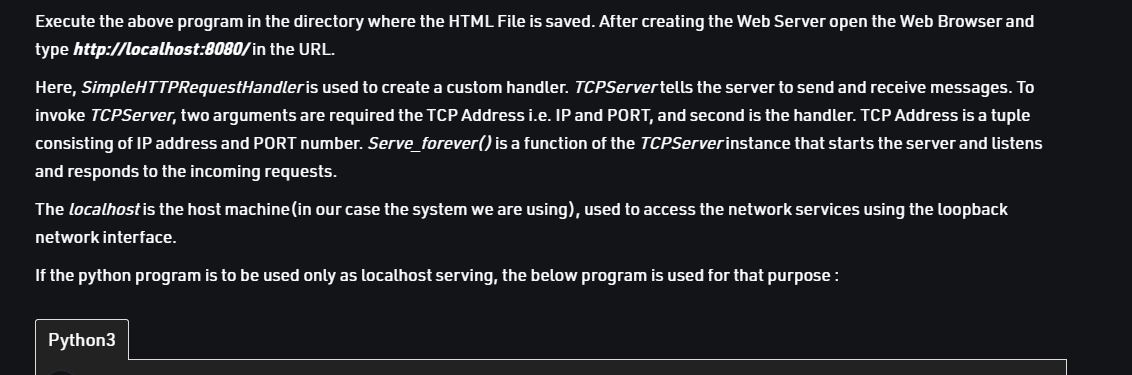 Execute the above program in the directory where the HTML File is saved. After creating the Web Server open the Web Browser and
type http://localhost:8080/ in the URL.
Here, SimpleHTTPRequestHandler is used to create a custom handler. TCPServer tells the server to send and receive messages. To
invoke TCPServer, two arguments are required the TCP Address i.e. IP and PORT, and second is the handler. TCP Address is a tuple
consisting of IP address and PORT number. Serve_forever() is a function of the TCPServer instance that starts the server and listens
and responds to the incoming requests.
The localhost is the host machine(in our case the system we are using), used to access the network services using the loopback
network interface.
If the python program is to be used only as localhost serving, the below program is used for that purpose :
Python3